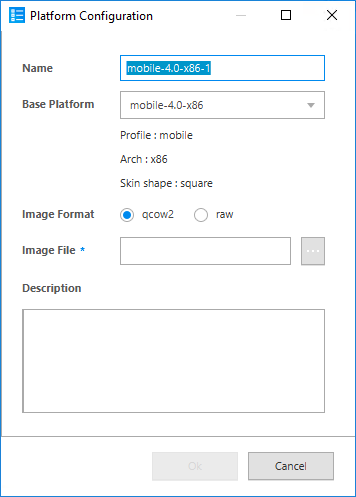 Platform Configuration
Name mobile-4.0-x86-1
Base Platform mobile-4.0-x86
Profile : mobile
Arch : x86
Skin shape : square
Image Format qcow2 raw
Image File * ...
Description
Ok Cancel